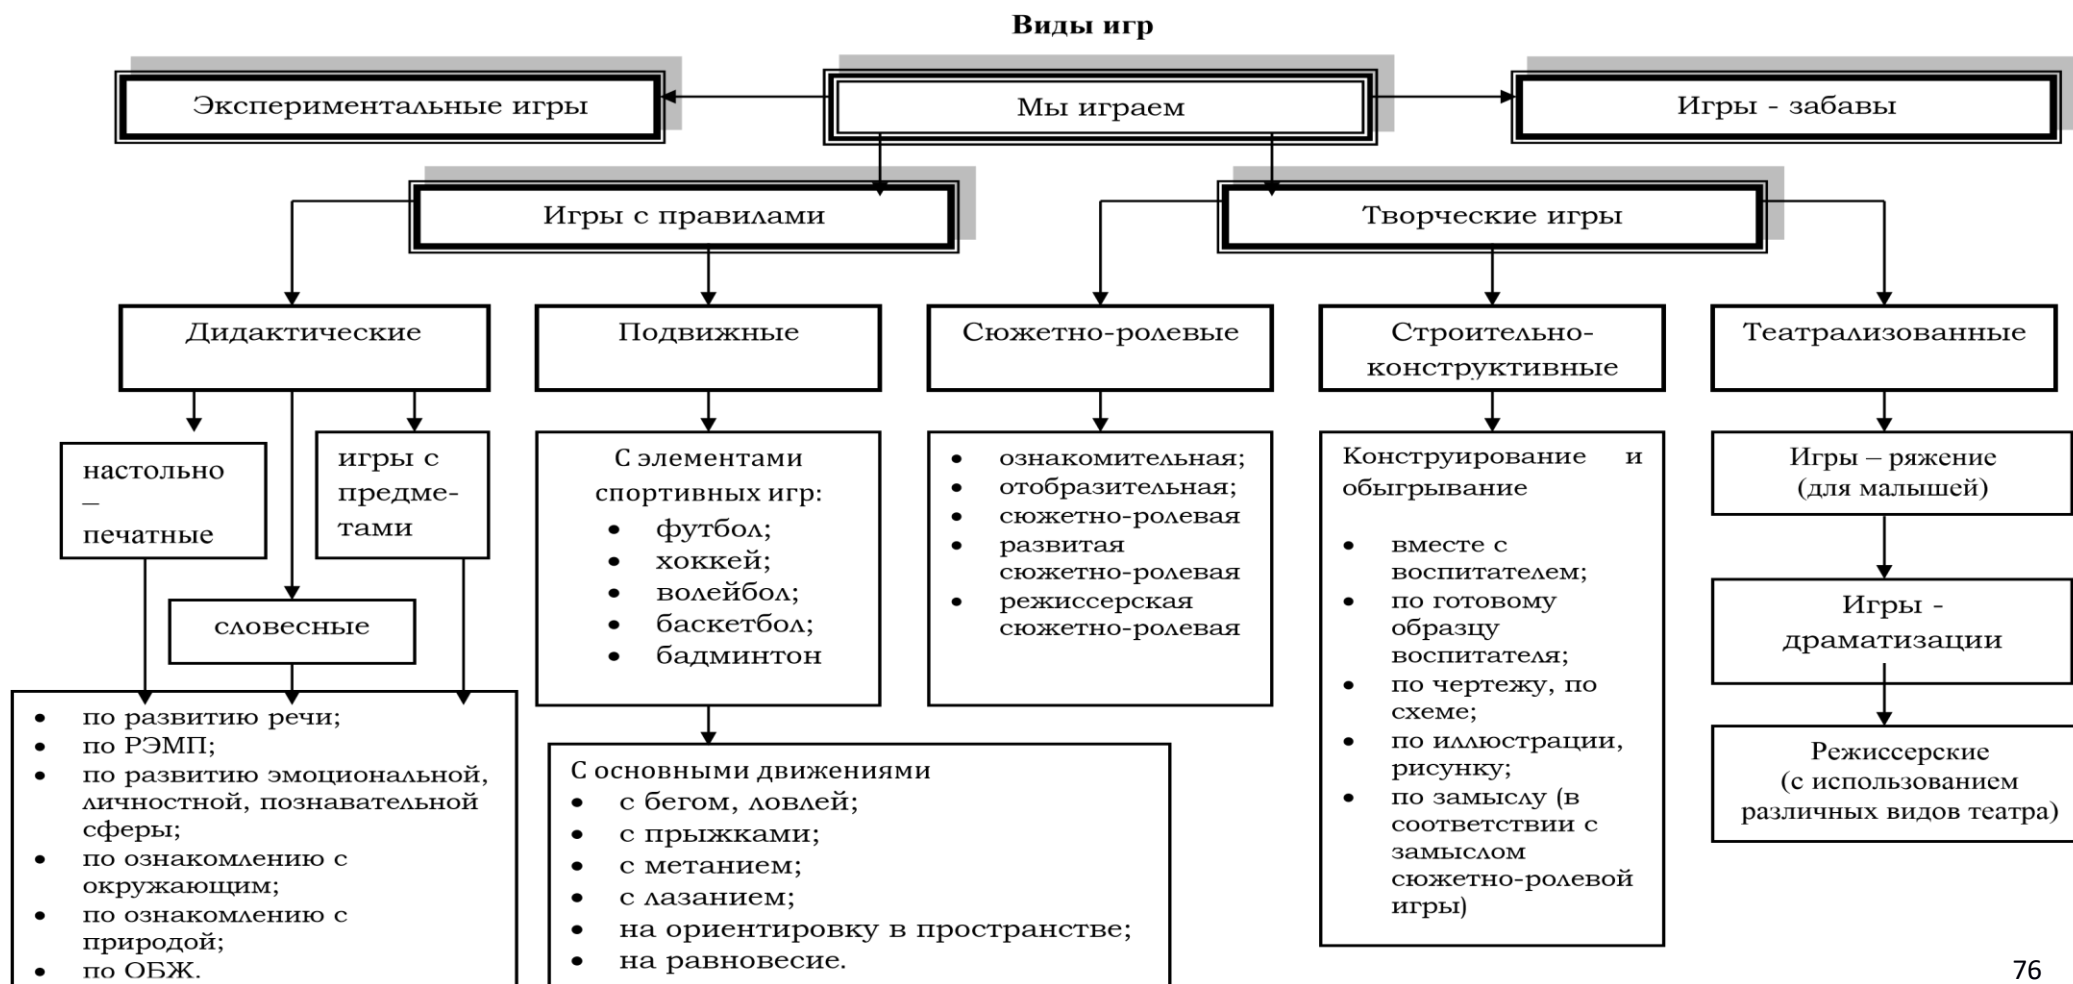 Виды игр
Экспериментальные игры
Мы играем
Игры - забавы
Игры с правилами
Творческие игры
Дидактические
Подвижные
Сюжетно-ролевые
Строительно-
конструктивные
Театрализованные
настольно
–
печатные
игры с
предме-
тами
словесные
• по развитию речи;
• по РЭМП;
• по развитию эмоциональной,
личностной, познавательной
сферы;
• по ознакомлению с
окружающим;
• по ознакомлению с
природой;
• по ОБЖ.
С элементами
спортивных игр:
• футбол;
• хоккей;
• волейбол;
• баскетбол;
• бадминтон
С основными движениями
• с бегом, ловлей;
• с прыжками;
• с метанием;
• с лазанием;
• на ориентировку в пространстве;
• на равновесие.
• ознакомительная;
• отобразительная;
• сюжетно-ролевая
• развитая
сюжетно-ролевая
• режиссерская
сюжетно-ролевая
Конструирование и
обыгрывание
• вместе с
воспитателем;
• по готовому
образцу
воспитателя;
• по чертежу, по
схеме;
• по иллюстрации,
рисунку;
• по замыслу (в
соответствии с
замыслом
сюжетно-ролевой
игры)
Игры – ряжение
(для малышей)
Игры -
драматизации
Режиссерские
(с использованием
различных видов театра)
76